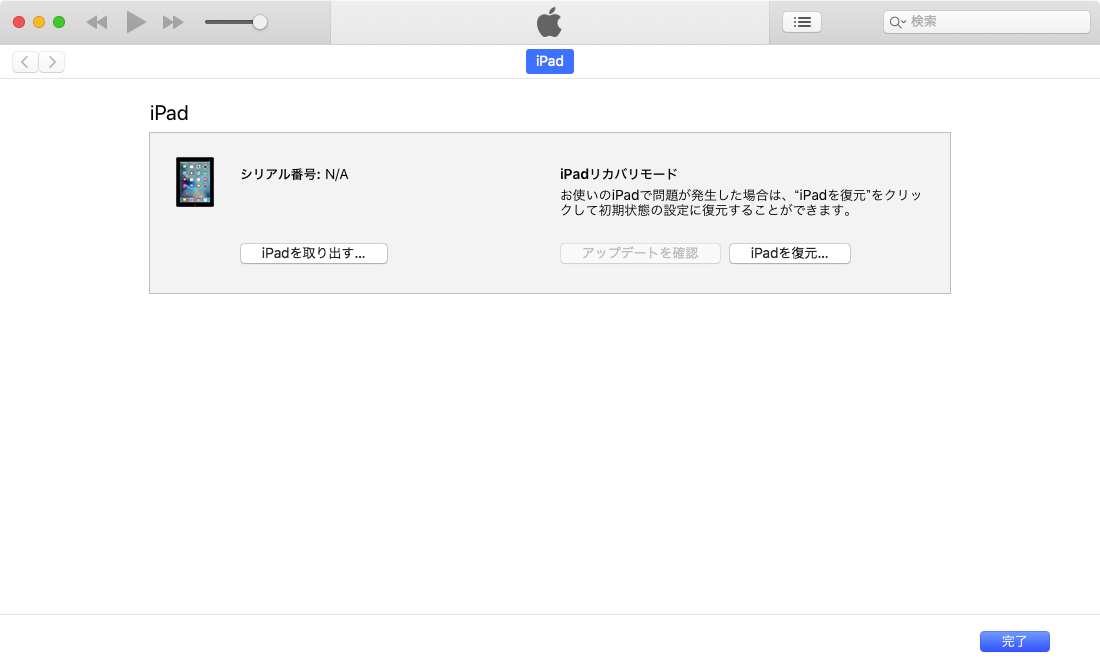 検索
iPad
iPad
シリアル番号: N/A
iPadリカバリモード
お使いのiPadで問題が発生した場合は、“iPadを復元”をクリッ
クして初期状態の設定に復元することができます。
iPadを取り出す...
アップデートを確認
iPadを復元...
完了